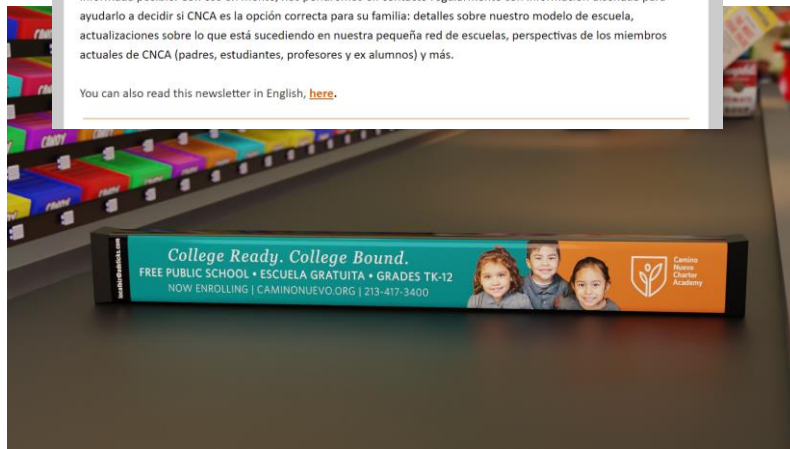 ayudarlo a decidir si CNCA es la opción correcta para su familia: detalles sobre nuestro modelo de escuela,
actualizaciones sobre lo que está sucediendo en nuestra pequeña red de escuelas, perspectivas de los miembros
actuales de CNCA (padres, estudiantes, profesores y ex alumnos) y más.
You can also read this newsletter in English, here.
CANDY
College Ready. College Bound.
FREE PUBLIC SCHOOL • ESCUELA GRATUITA • GRADES TK-12
NOW ENROLLING | CAMINONUEVO.ORG | 213-417-3400
Camino
Nuevo
Charter
Academy